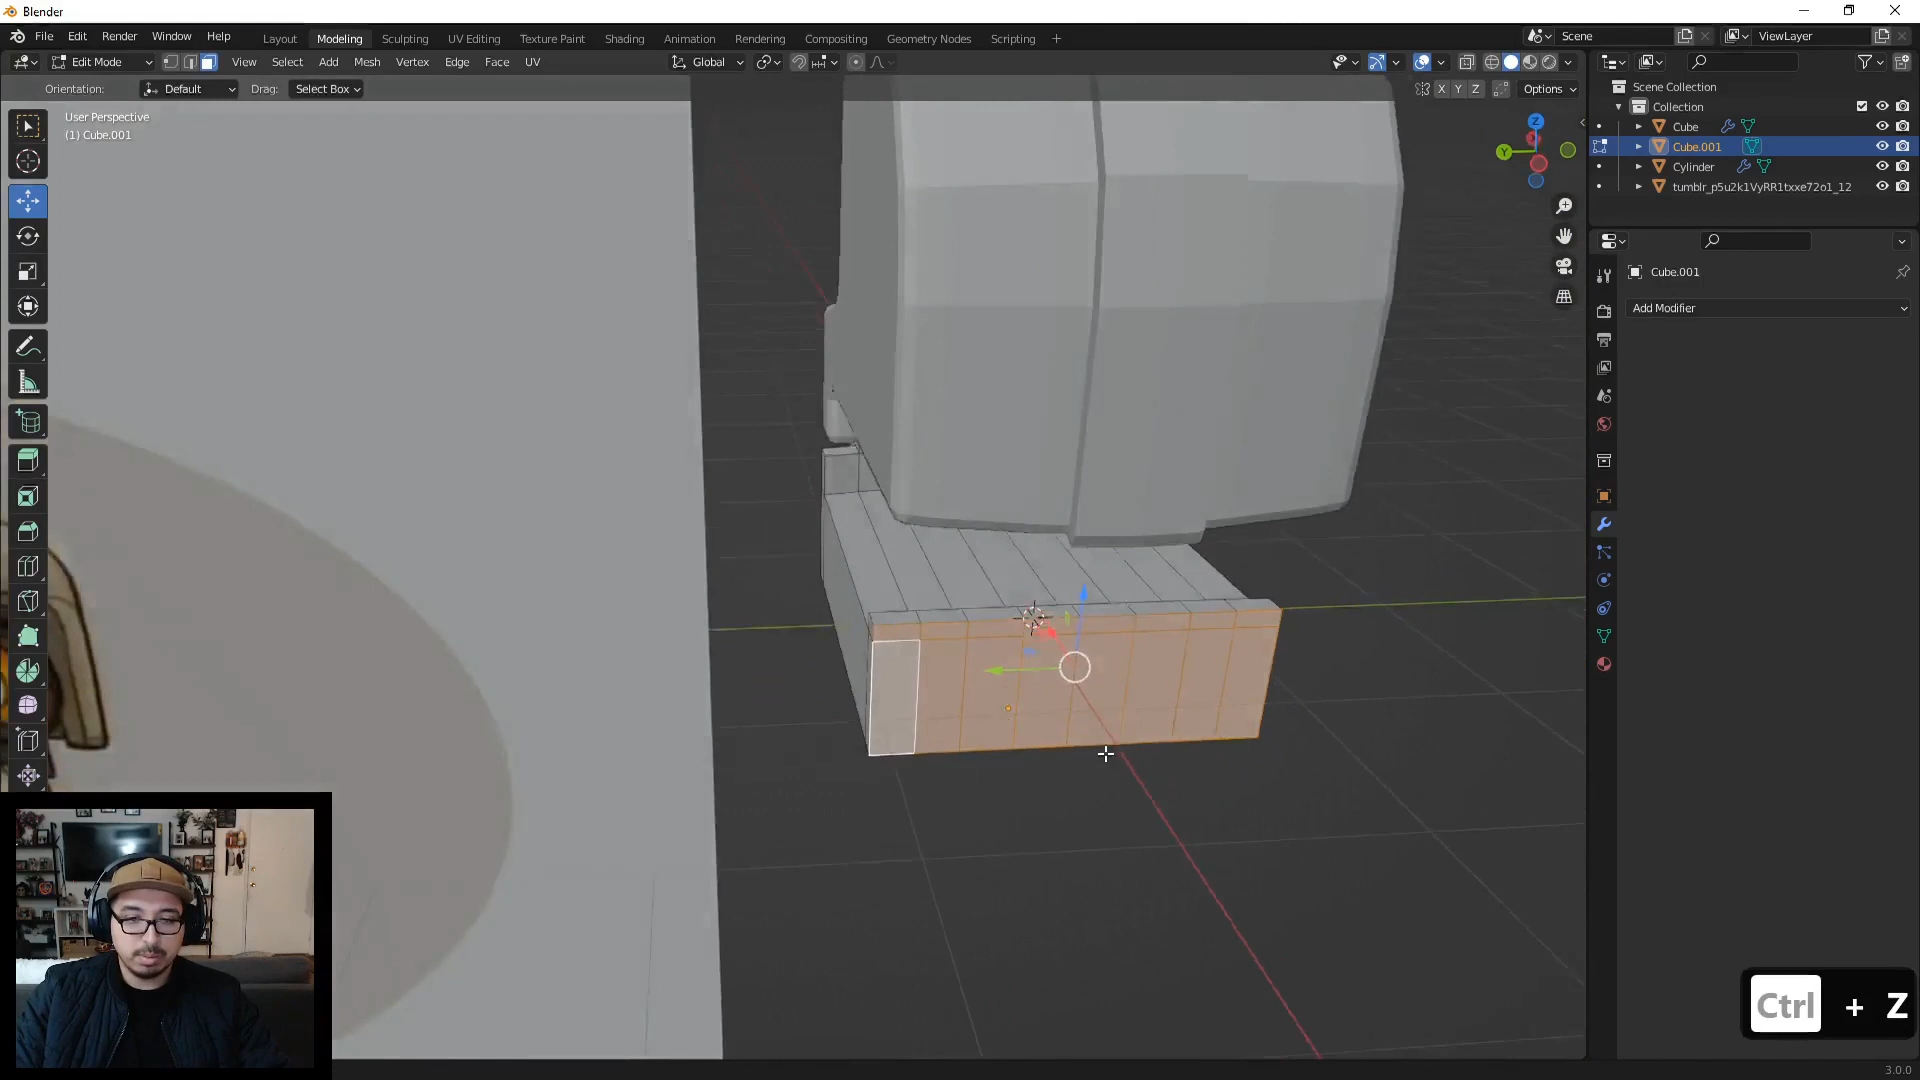 Blender
File Edit Render Window Help
Layout Modeling Sculpting UV Editing Texture Paint Shading Animation Rendering Compositing Geometry Nodes Scripting +
Scene
ViewLayer
Edit Mode
View Select Add Mesh Vertex Edge Face UV
Global
Orientation: Default Drag: Select Box
X Y Z
Options
User Perspective
(1) Cube.001
Z
Y
Scene Collection
Collection
Cube
Cube.001
Cylinder
tumblr_p5u2k1VyRR1txxe72o1_12
Cube.001
Add Modifier
Ctrl + Z
3.0.0